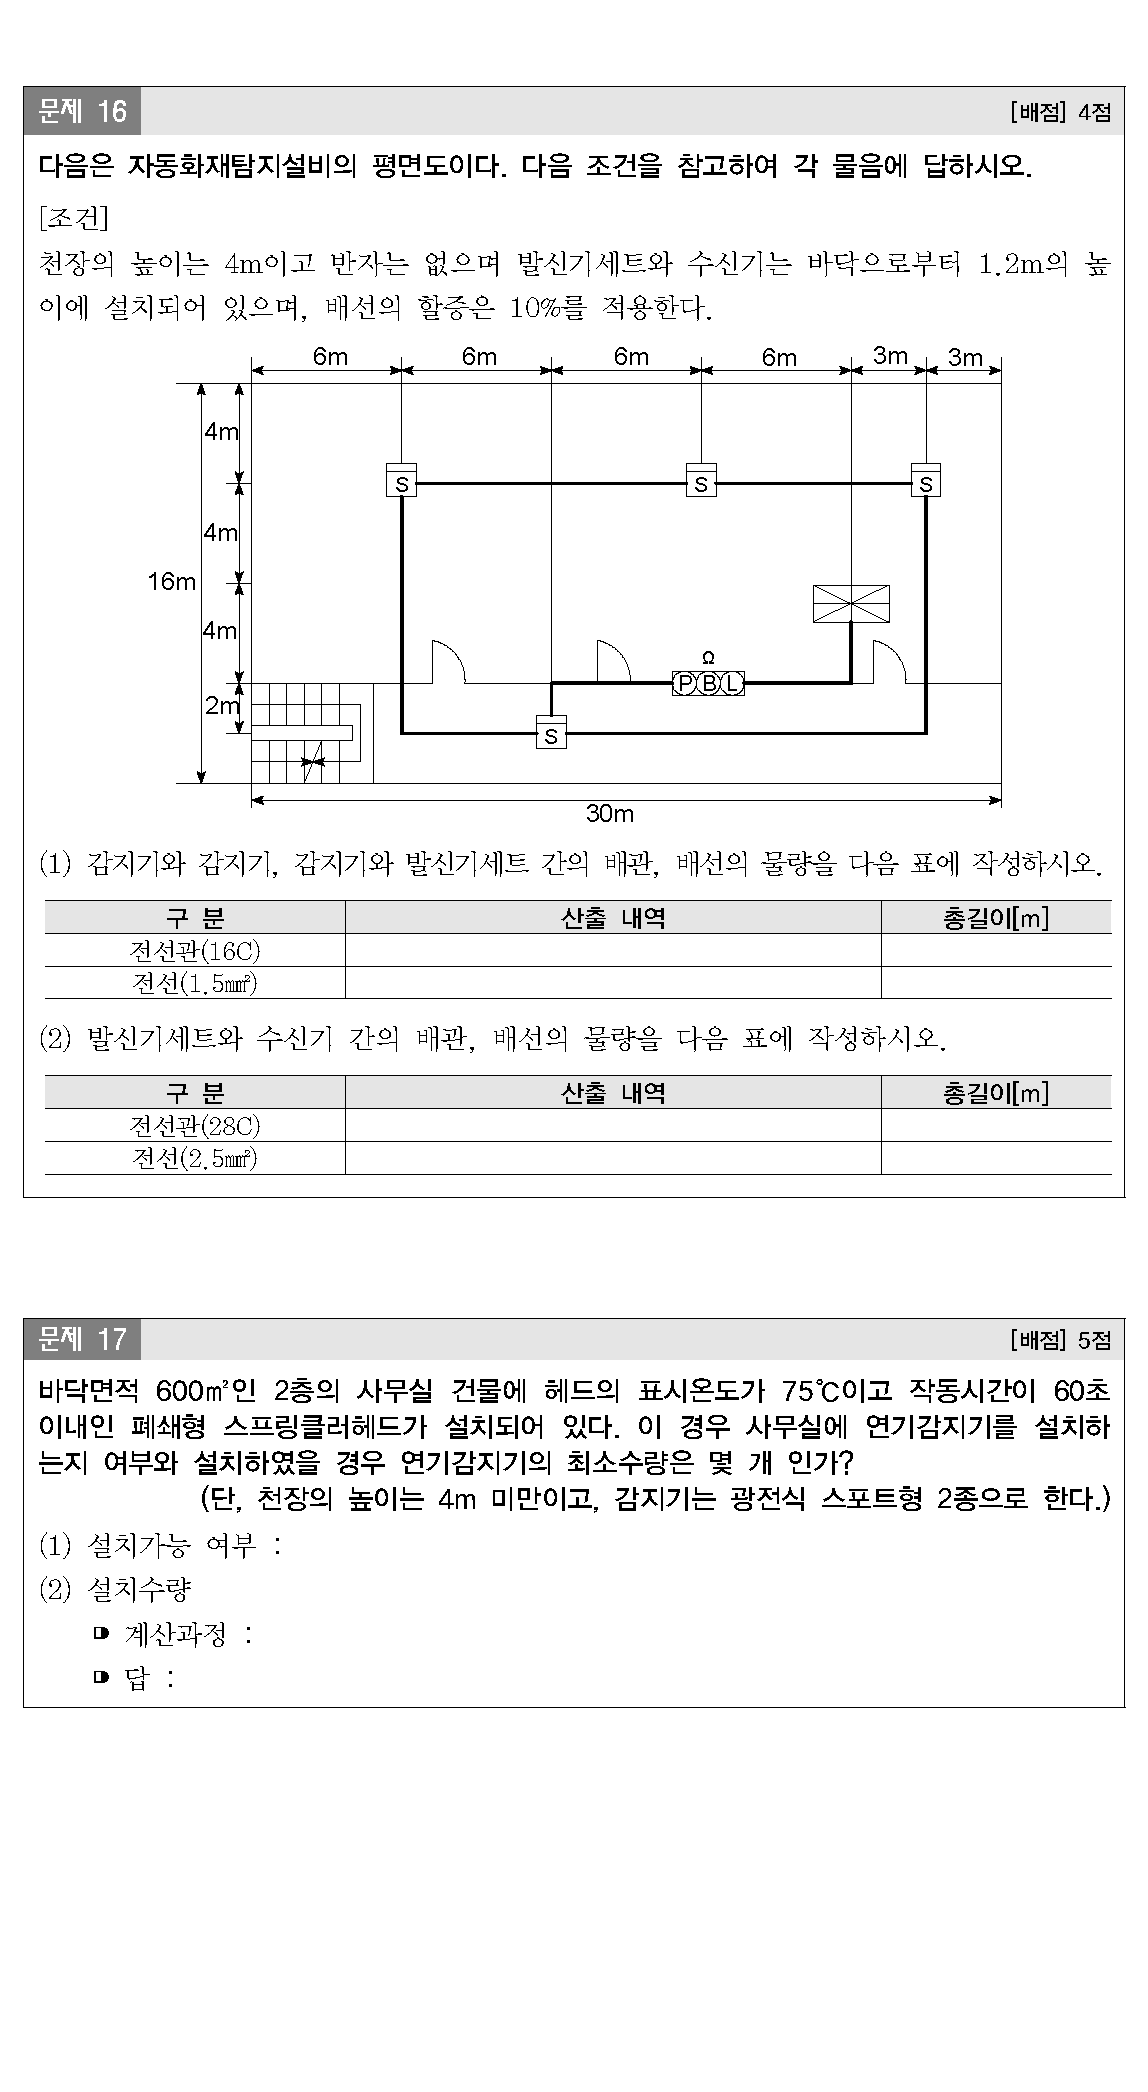 문제 16 [배점] 4점
다음은 자동화재탐지설비의 평면도이다. 다음 조건을 참고하여 각 물음에 답하시오.
[조건]
천장의 높이는 4m이고 반자는 없으며 발신기세트와 수신기는 바닥으로부터 1.2m의 높
이에 설치되어 있으며, 배선의 할증은 10%를 적용한다.
6m 6m 6m 6m 3m 3m
4m
S S S
4m
16m
4m
Ω
P B L
2m
S
30m
(1) 감지기와 감지기, 감지기와 발신기세트 간의 배관, 배선의 물량을 다음 표에 작성하시오.
구 분 산출 내역 총길이[m]
전선관(16C)
전선(1.5㎟)
(2) 발신기세트와 수신기 간의 배관, 배선의 물량을 다음 표에 작성하시오.
구 분 산출 내역 총길이[m]
전선관(28C)
전선(2.5㎟)
문제 17 [배점] 5점
바닥면적 600㎡인 2층의 사무실 건물에 헤드의 표시온도가 75℃이고 작동시간이 60초
이내인 폐쇄형 스프링클러헤드가 설치되어 있다. 이 경우 사무실에 연기감지기를 설치하
는지 여부와 설치하였을 경우 연기감지기의 최소수량은 몇 개 인가?
(단, 천장의 높이는 4m 미만이고, 감지기는 광전식 스포트형 2종으로 한다.)
(1) 설치가능 여부 :
(2) 설치수량
계산과정 :
답 :